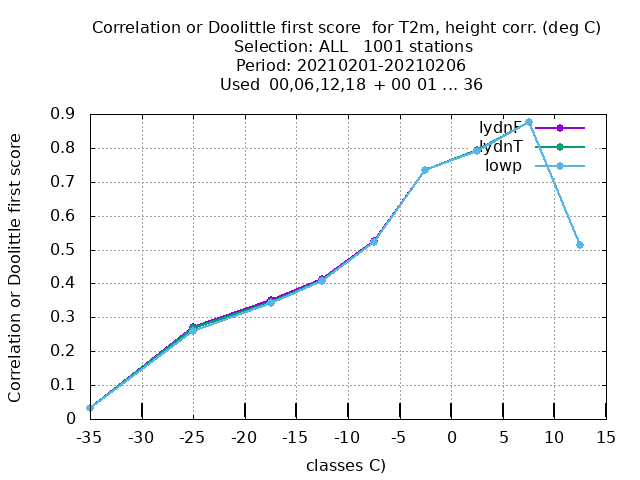 Correlation or Doolittle first score for T2m, height corr. (deg C)
Selection: ALL 1001 stations
Period: 20210201-20210206
Used 00,06,12,18 + 00 01 ... 36
Correlation or Doolittle first score
0.9
0.8
0.7
0.6
0.5
0.4
0.3
0.2
0.1
0
lydnF
lydnT
lowp
-35 -30 -25 -20 -15 -10 -5 0 5 10 15
classes C)